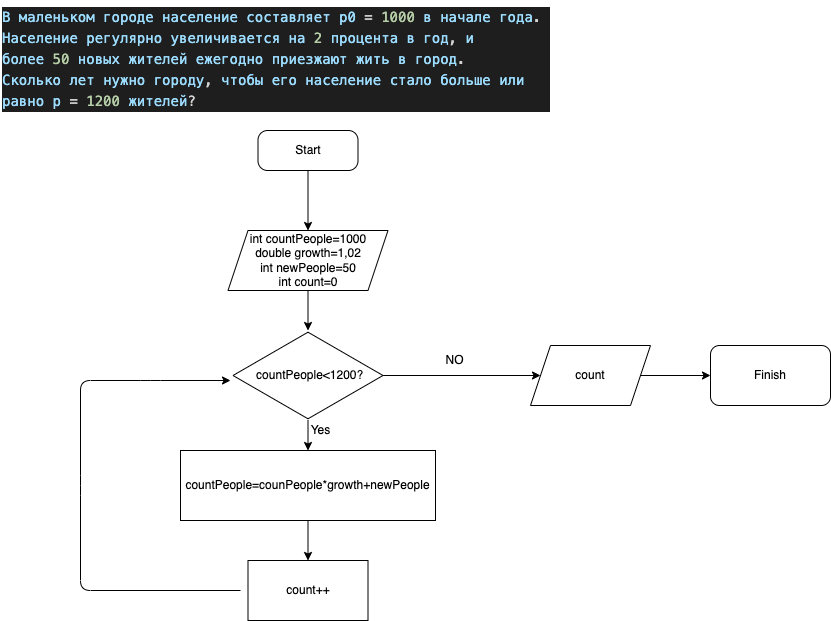 В маленьком городе население составляет p0 = 1000 в начале года.
Население регулярно увеличивается на 2 процента в год, и
более 50 новых жителей ежегодно приезжают жить в город.
Сколько лет нужно городу, чтобы его население стало больше или
равно p = 1200 жителей?
Start
int countPeople=1000
double growth=1,02
int newPeople=50
int count=0
countPeople<1200?
NO
count
Finish
Yes
countPeople=counPeople*growth+newPeople
count++